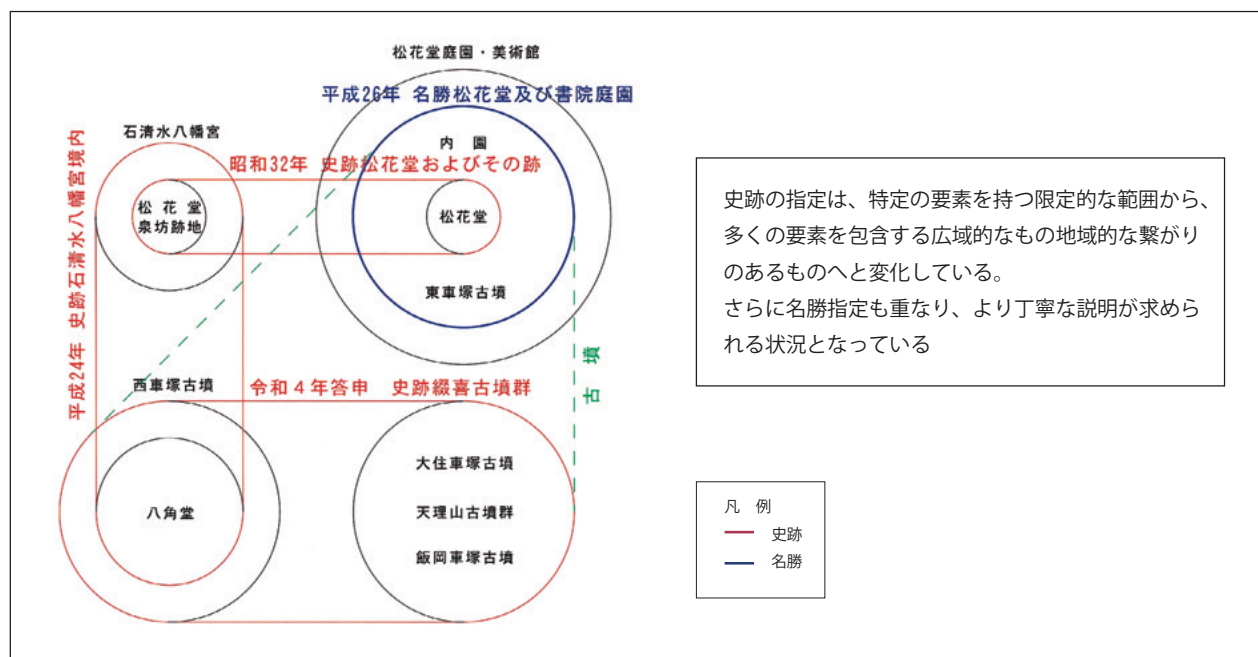 松花堂庭園・美術館
平成26年 名勝松花堂及び書院庭園
石清水八幡宮
内園
昭和32年 史跡松花堂およびその跡
松花堂
泉坊跡地
松花堂
平成24年 史跡石清水八幡宮境内
東車塚古墳
古墳
西車塚古墳
令和4年答申 史跡綴喜古墳群
八角堂
大住車塚古墳
天理山古墳群
飯岡車塚古墳
史跡の指定は、特定の要素を持つ限定的な範囲から、
多くの要素を包含する広域的なもの地域的な繋がり
のあるものへと変化している。
さらに名勝指定も重なり、より丁寧な説明が求めら
れる状況となっている
凡 例
史跡
名勝